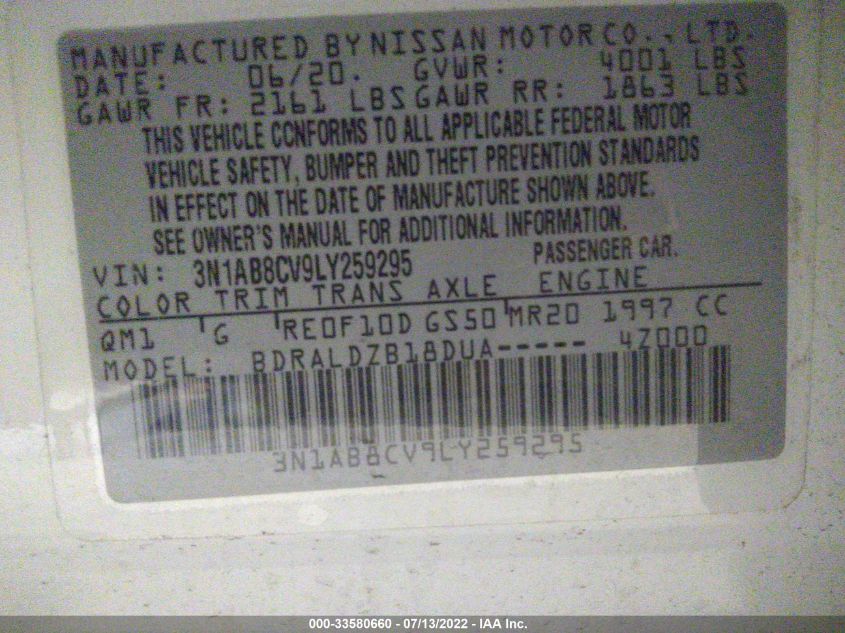 MANUFACTURED BY NISSAN MOTOR CO., LTD.
DATE: 06/20. GVWR: 4001 LBS
GAWR FR: 2161 LBS GAWR RR: 1863 LBS
THIS VEHICLE CONFORMS TO ALL APPLICABLE FEDERAL MOTOR
VEHICLE SAFETY, BUMPER AND THEFT PREVENTION STANDARDS
IN EFFECT ON THE DATE OF MANUFACTURE SHOWN ABOVE.
SEE OWNER'S MANUAL FOR ADDITIONAL INFORMATION.
VIN: 3N1AB8CV9LY259295 PASSENGER CAR.
COLOR TRIM TRANS AXLE ENGINE
QM1 G RE0F10D GS50 MR20 1997 CC
MODEL: BDRALDZB18DUA----- 4Z000
3N1AB8CV9LY259295
000-33580660 - 07/13/2022 - IAA Inc.